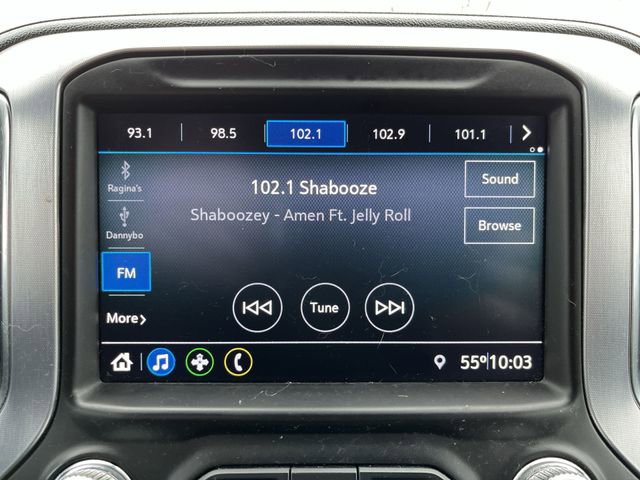 93.1 98.5 102.1 102.9 101.1
Ragina's
102.1 Shabooze
Sound
Shaboozey - Amen Ft. Jelly Roll
Dannybo
Browse
FM
Tune
More
55° 10:03